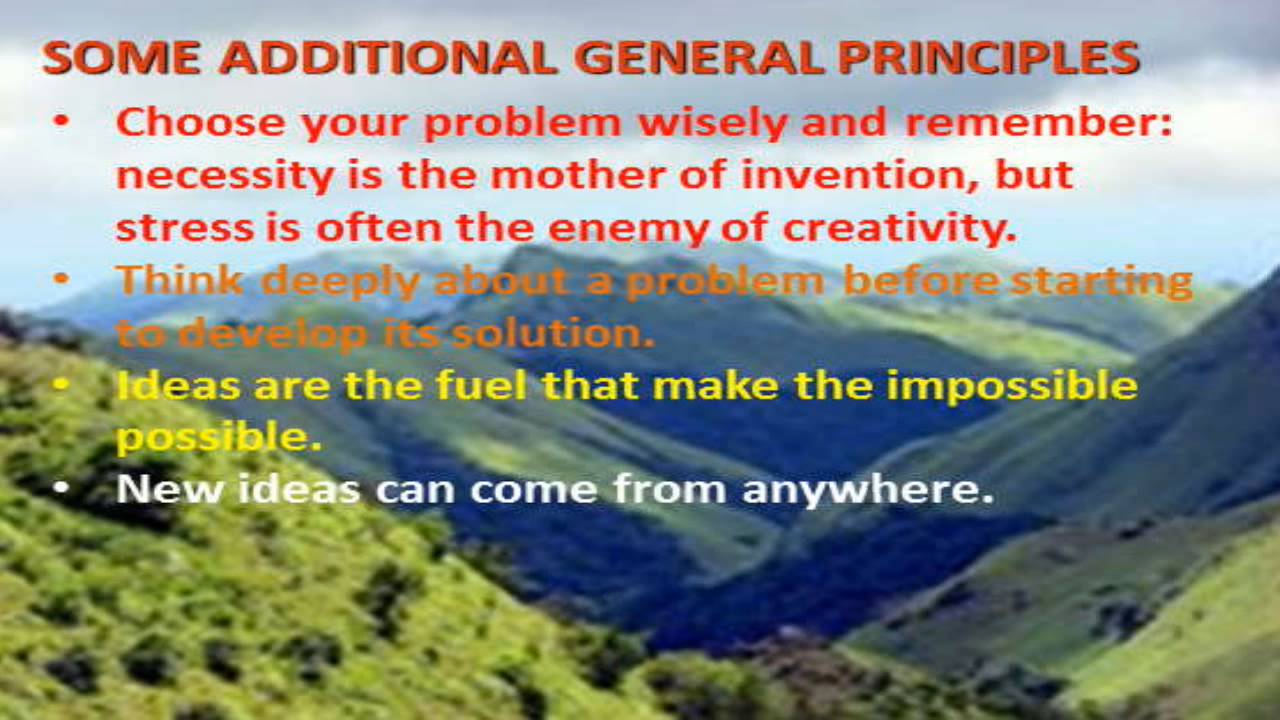 SOME ADDITIONAL GENERAL PRINCIPLES
• Choose your problem wisely and remember:
necessity is the mother of invention, but
stress is often the enemy of creativity.
• Think deeply about a problem before starting
to develop its solution.
• Ideas are the fuel that make the impossible
possible.
• New ideas can come from anywhere.